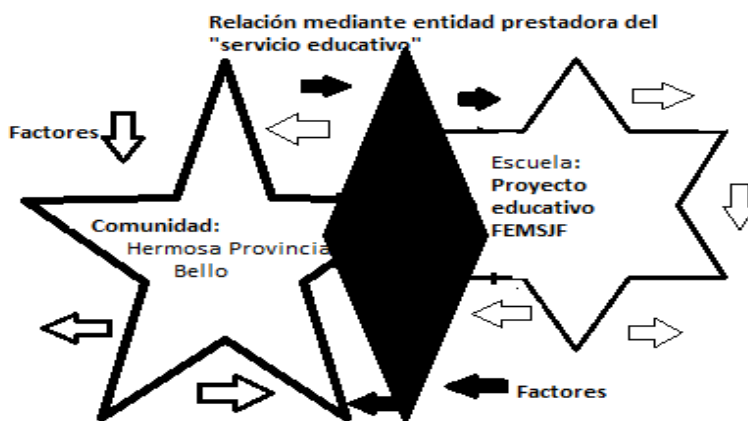 Relación mediante entidad prestadora del
"servicio educativo"
Factores
Comunidad:
Hermosa Provincia
Bello
Escuela:
Proyecto
educativo
FEMSJF
Factores